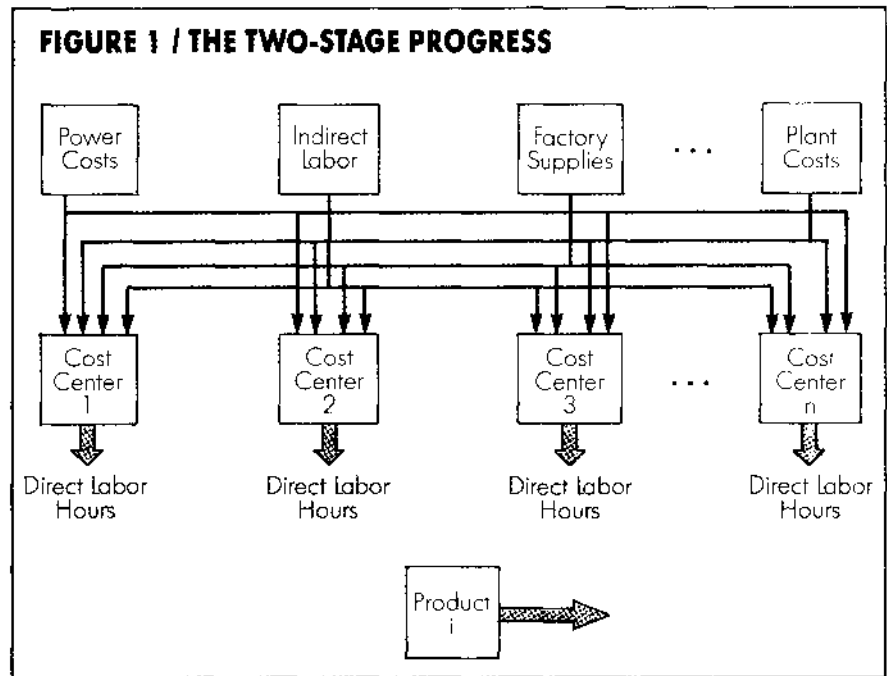 FIGURE 1 / THE TWO-STAGE PROGRESS
Power
Costs
Indirect
Labor
Factory
Supplies
. . .
Plant
Costs
Cost
Center
1
Cost
Center
2
Cost
Center
3
. . .
Cost
Center
n
Direct Labor
Hours
Direct Labor
Hours
Direct Labor
Hours
Direct Labor
Hours
Product
i